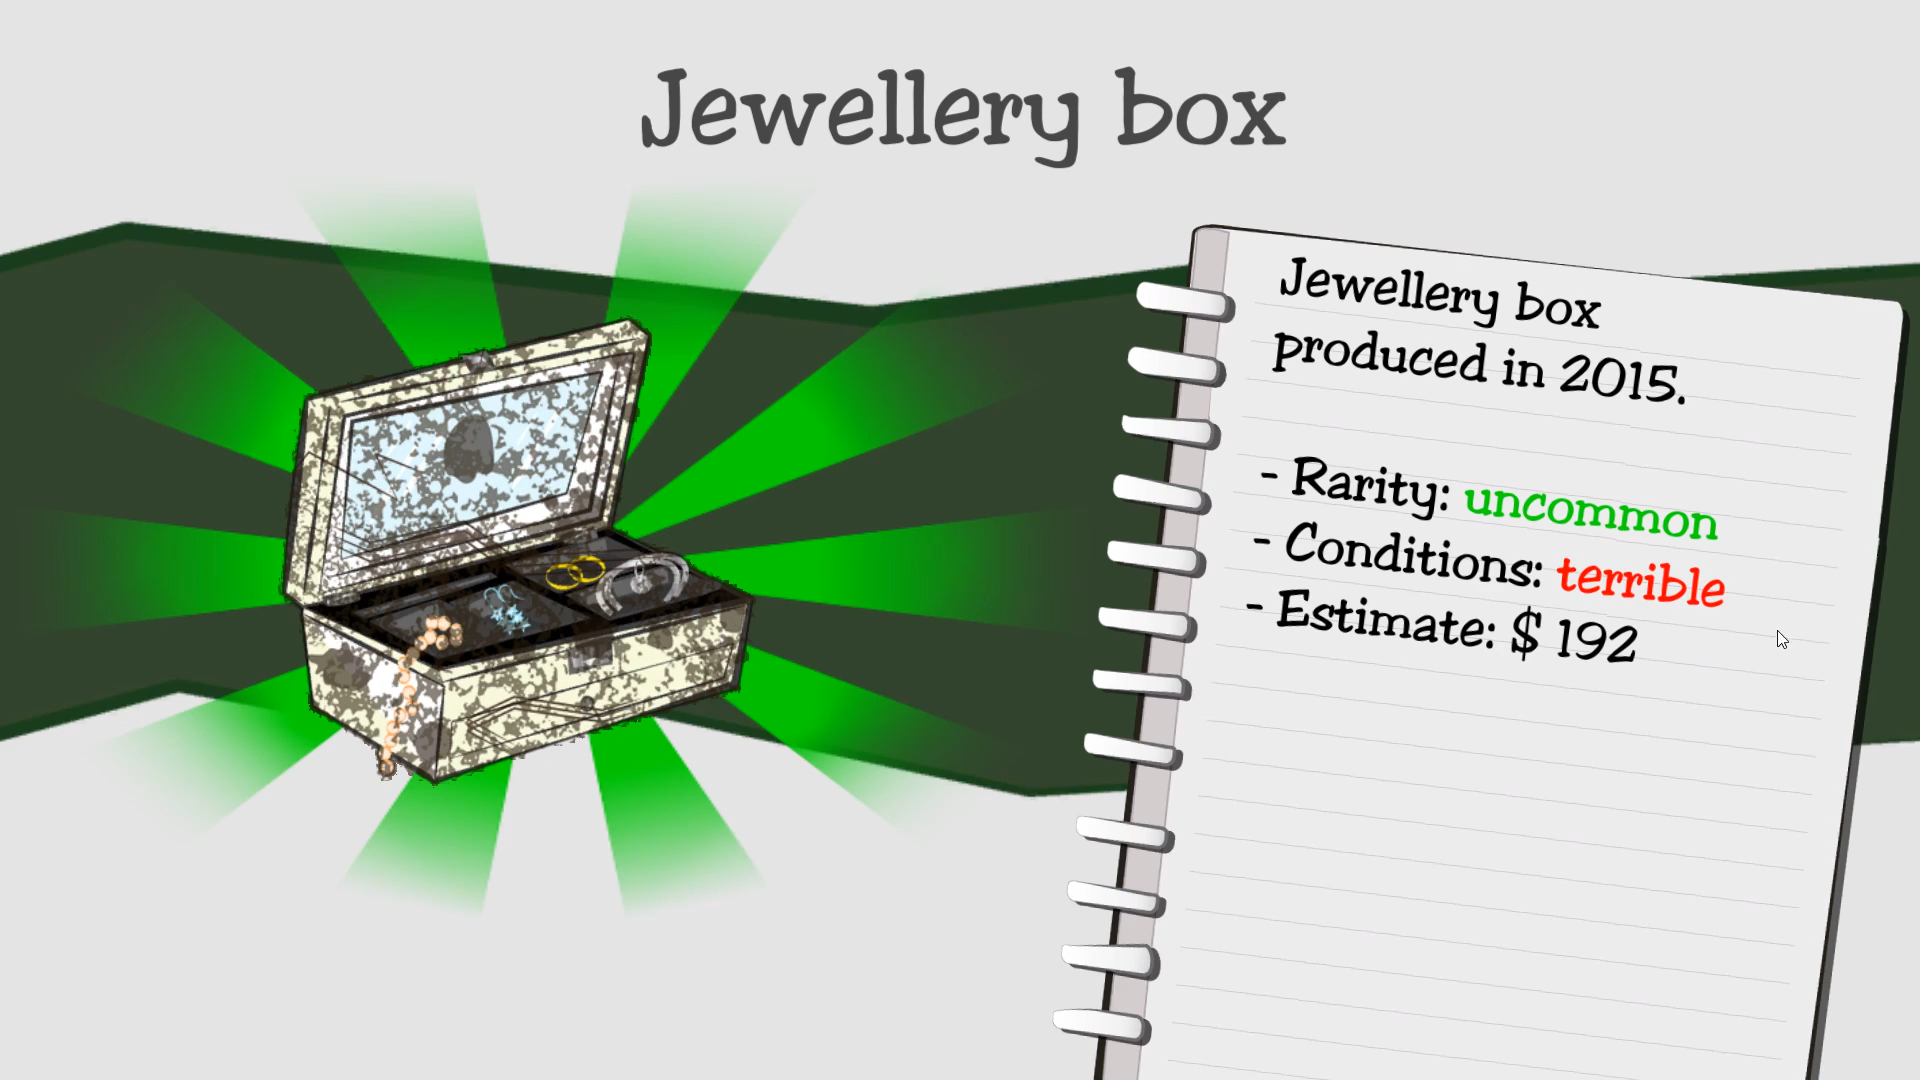 Jewellery box
Jewellery box
produced in 2015.
- Rarity: uncommon
- Conditions: terrible
- Estimate: $ 192